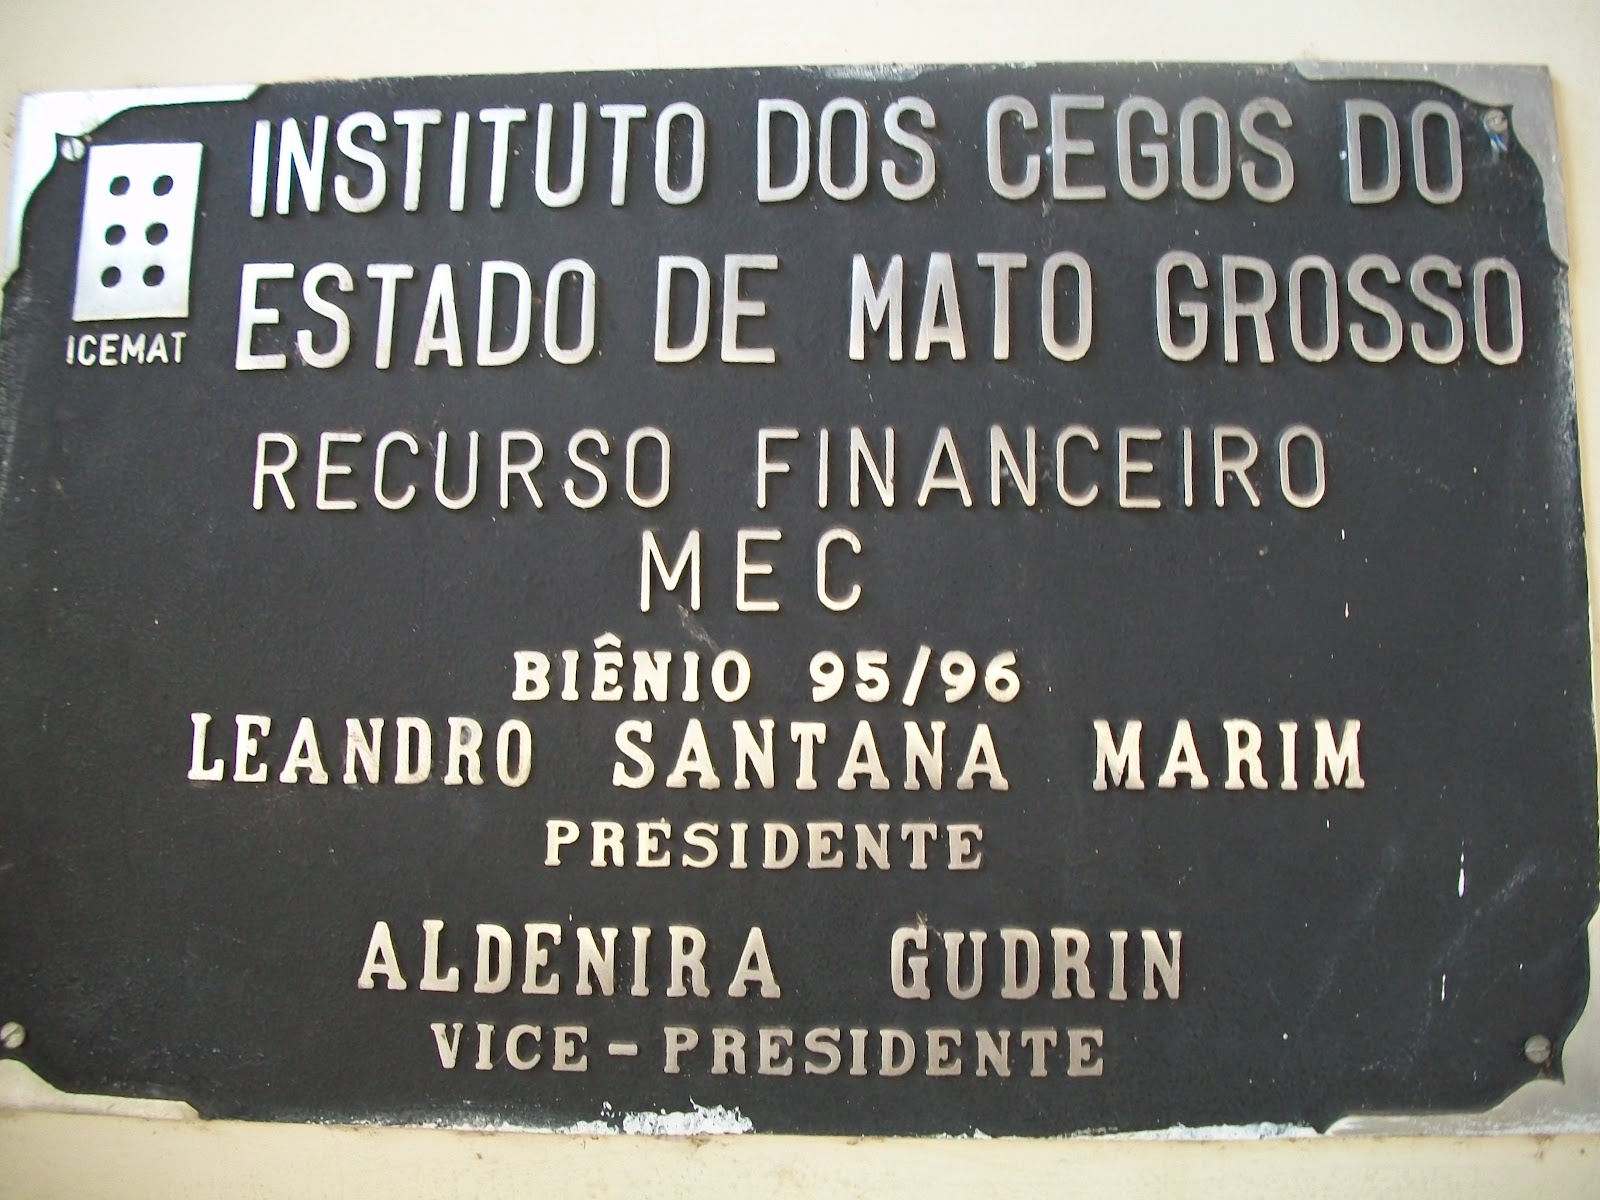 INSTITUTO DOS CEGOS DO
ESTADO DE MATO GROSSO
ICEMAT
RECURSO FINANCEIRO
MEC
BIÊNIO 95/96
LEANDRO SANTANA MARIM
PRESIDENTE
ALDENIRA GUDRIN
VICE-PRESIDENTE